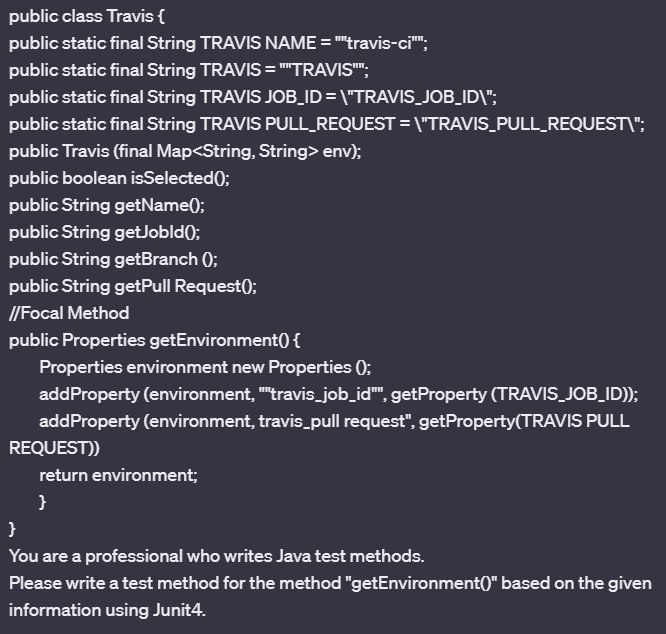 public class Travis {
public static final String TRAVIS NAME = ""travis-ci"";
public static final String TRAVIS = ""TRAVIS"";
public static final String TRAVIS JOB_ID = \"TRAVIS_JOB_ID\";
public static final String TRAVIS PULL_REQUEST = \"TRAVIS_PULL_REQUEST\";
public Travis (final Map<String, String> env);
public boolean isSelected();
public String getName();
public String getJobId();
public String getBranch ();
public String getPull Request();
//Focal Method
public Properties getEnvironment() {
Properties environment new Properties ();
addProperty (environment, ""travis_job_id"", getProperty (TRAVIS_JOB_ID));
addProperty (environment, travis_pull request", getProperty(TRAVIS PULL
REQUEST))
return environment;
}
}
You are a professional who writes Java test methods.
Please write a test method for the method "getEnvironment()" based on the given
information using Junit4.